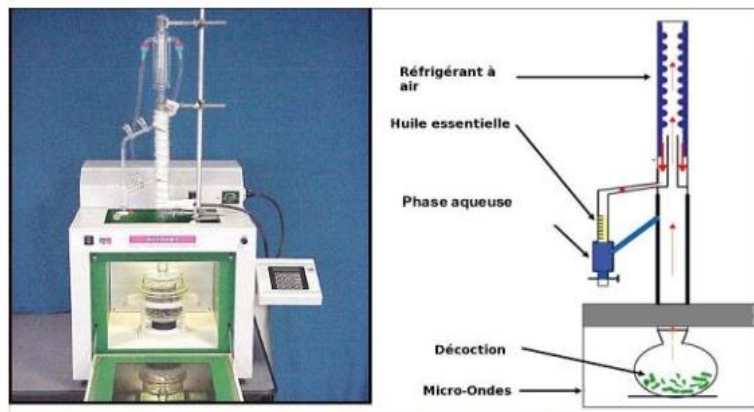 Réfrigérant à
air
Huile essentielle
Phase aqueuse
Décoction
Micro-Ondes